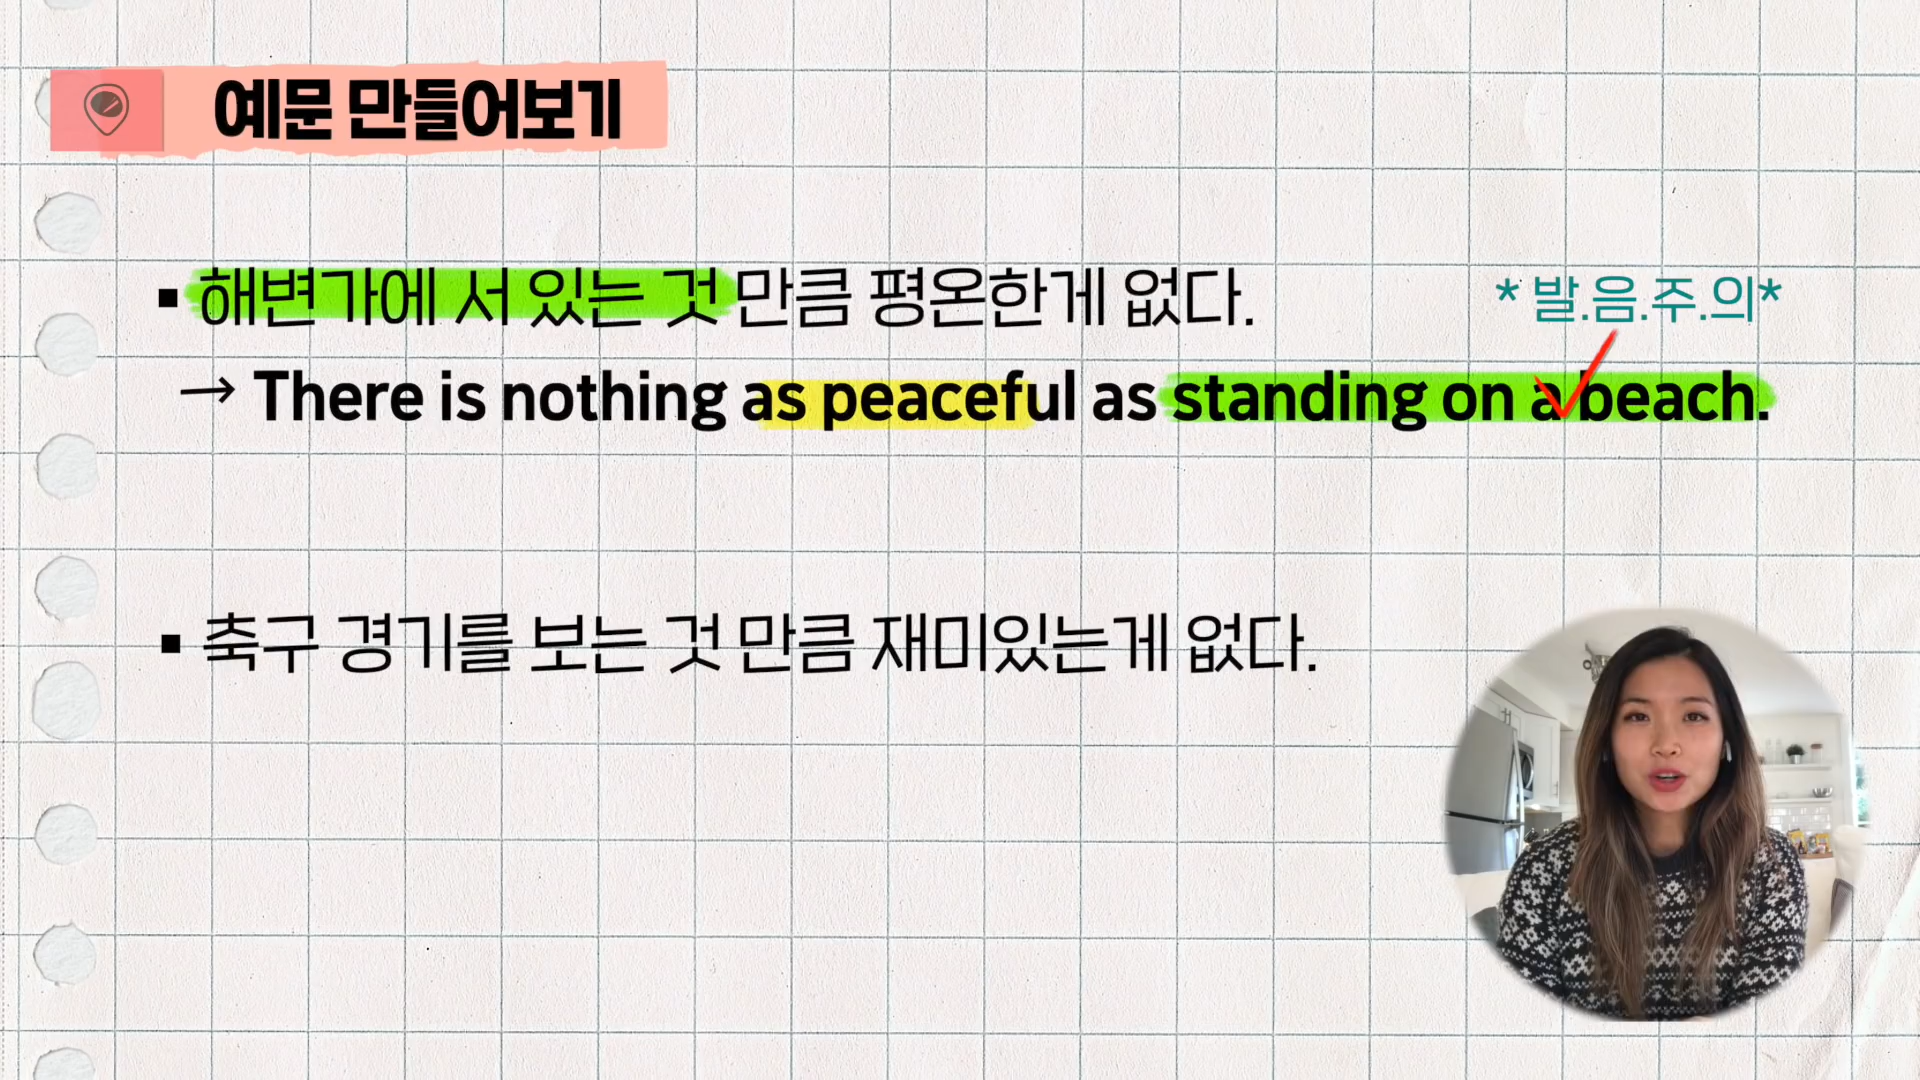 예문 만들어보기
▪ 해변가에 서 있는 것 만큼 평온한게 없다.
* 발.음.주.의*
→ There is nothing as peaceful as standing on a beach.
▪ 축구 경기를 보는 것 만큼 재미있는게 없다.